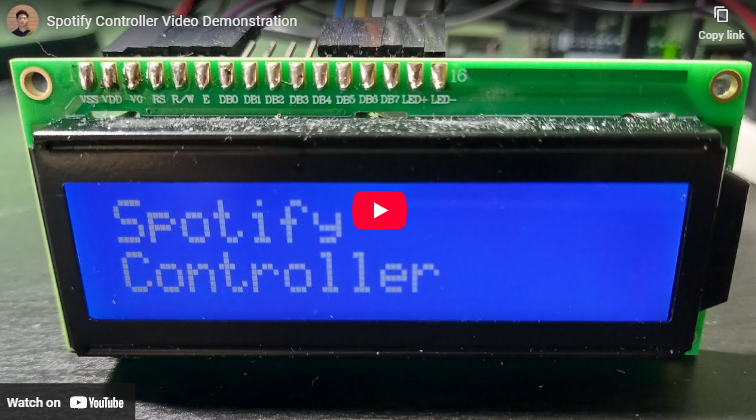 Spotify Controller Video Demonstration
Copy link
16
VSS VDD V0 RS R/W E DB0 DB1 DB2 DB3 DB4 DB5 DB6 DB7 LED+ LED-
Spotify
Controller
Watch on YouTube